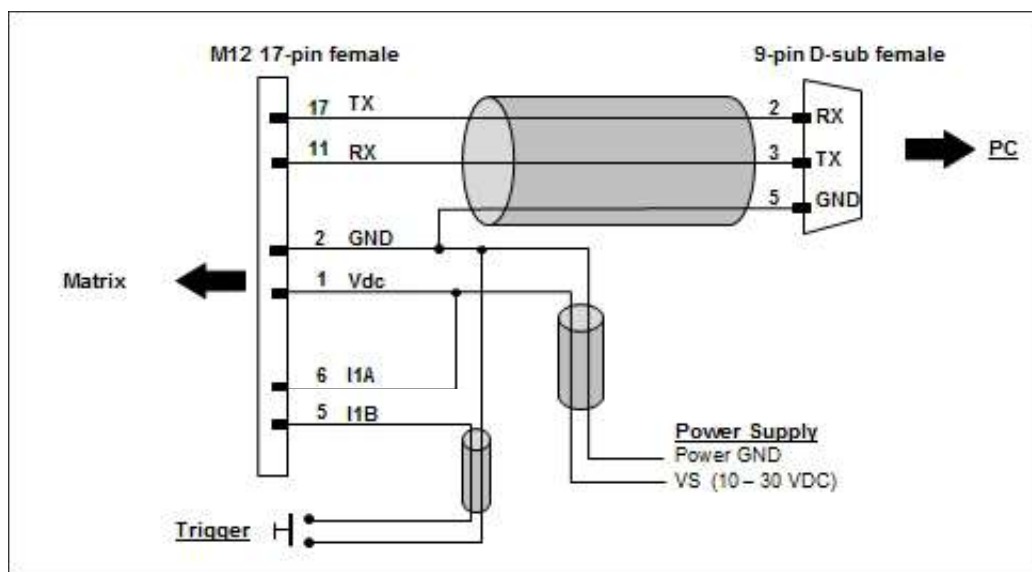 M12 17-pin female
9-pin D-sub female
17 TX
2 RX
11 RX
3 TX
PC
5 GND
2 GND
Matrix
1 Vdc
6 I1A
5 I1B
Power Supply
Power GND
VS (10 – 30 VDC)
Trigger